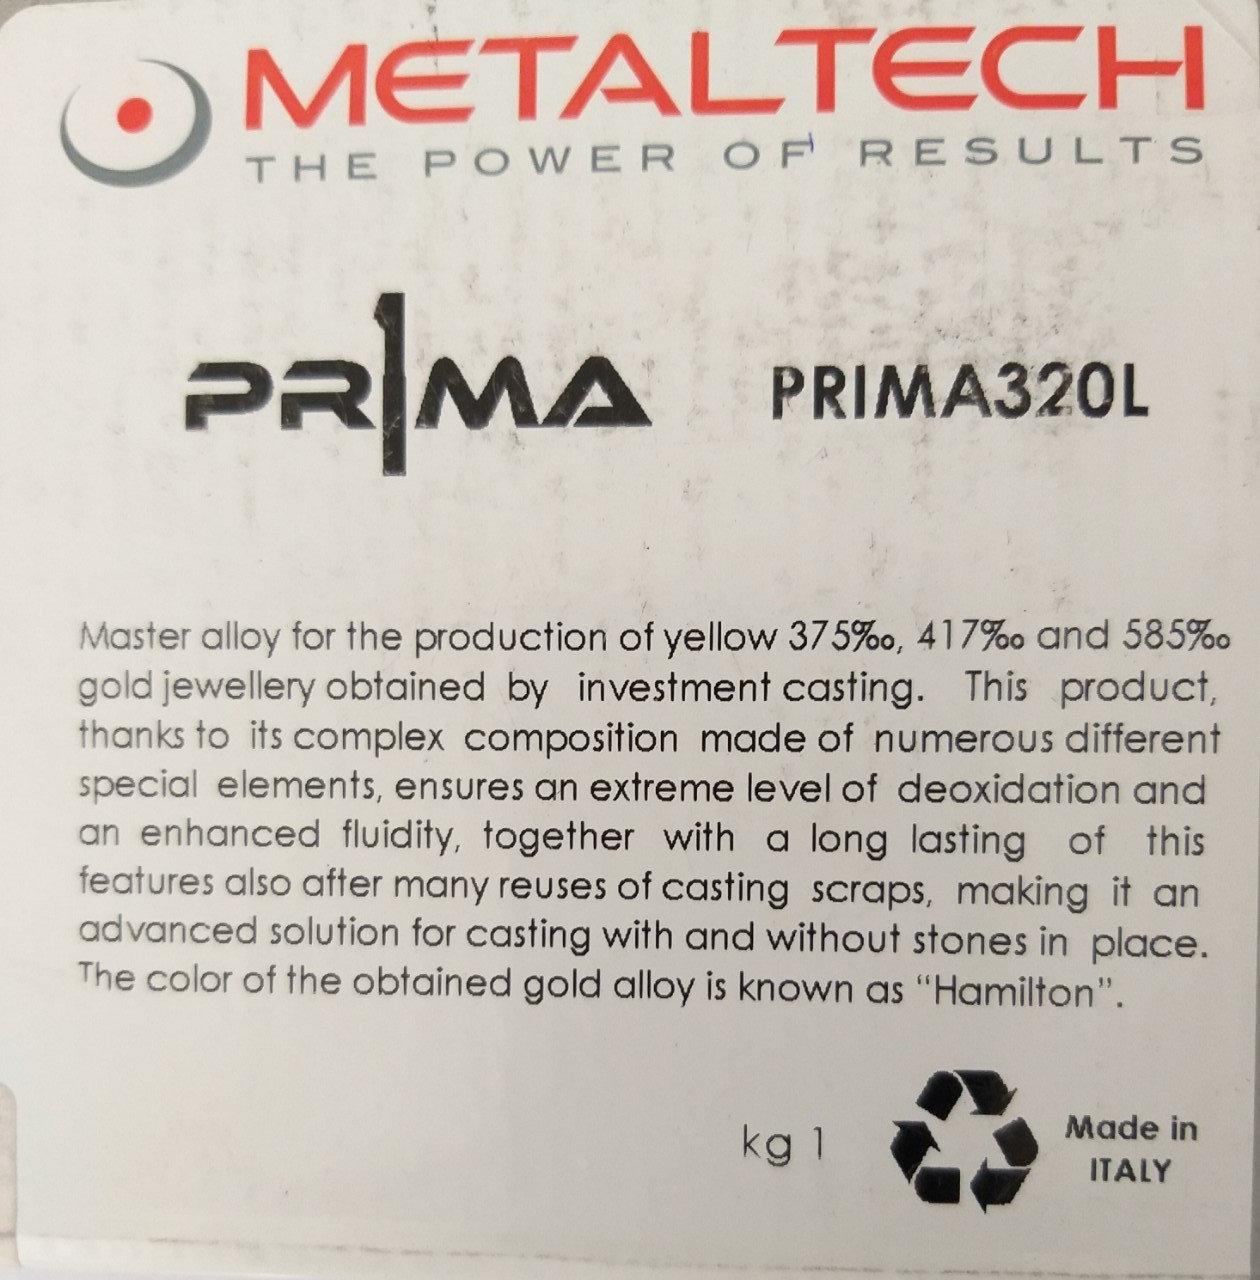 METALTECH
THE POWER OF RESULTS
PR1MA PRIMA320L
Master alloy for the production of yellow 375‰, 417‰ and 585‰
gold jewellery obtained by investment casting. This product,
thanks to its complex composition made of numerous different
special elements, ensures an extreme level of deoxidation and
an enhanced fluidity, together with a long lasting of this
features also after many reuses of casting scraps, making it an
advanced solution for casting with and without stones in place.
The color of the obtained gold alloy is known as “Hamilton”.
kg 1
Made in
ITALY